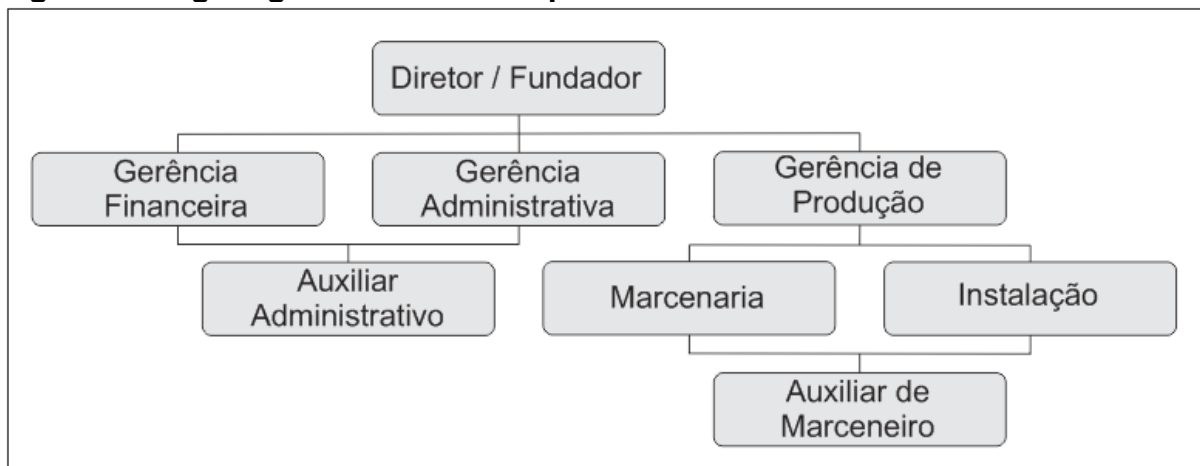 Diretor / Fundador
Gerência
Financeira
Gerência
Administrativa
Gerência de
Produção
Auxiliar
Administrativo
Marcenaria
Instalação
Auxiliar de
Marceneiro